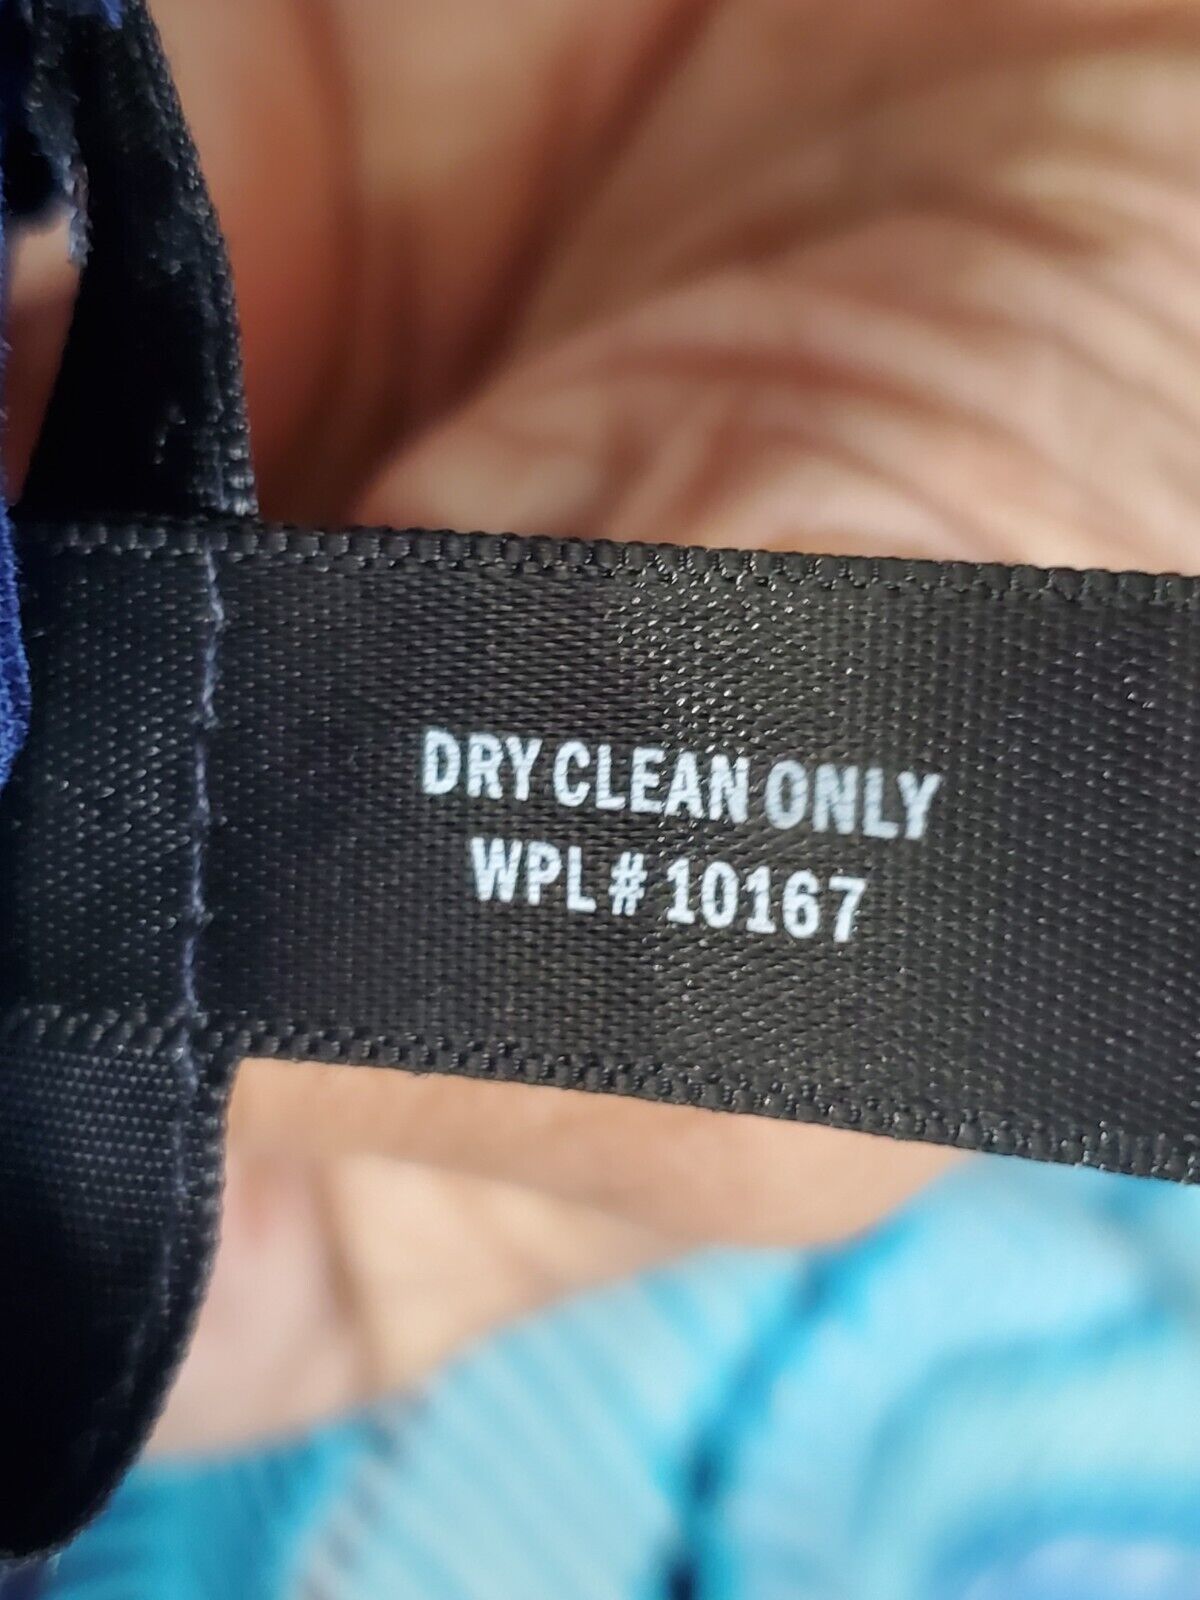 DRY CLEAN ONLY
WPL # 10167